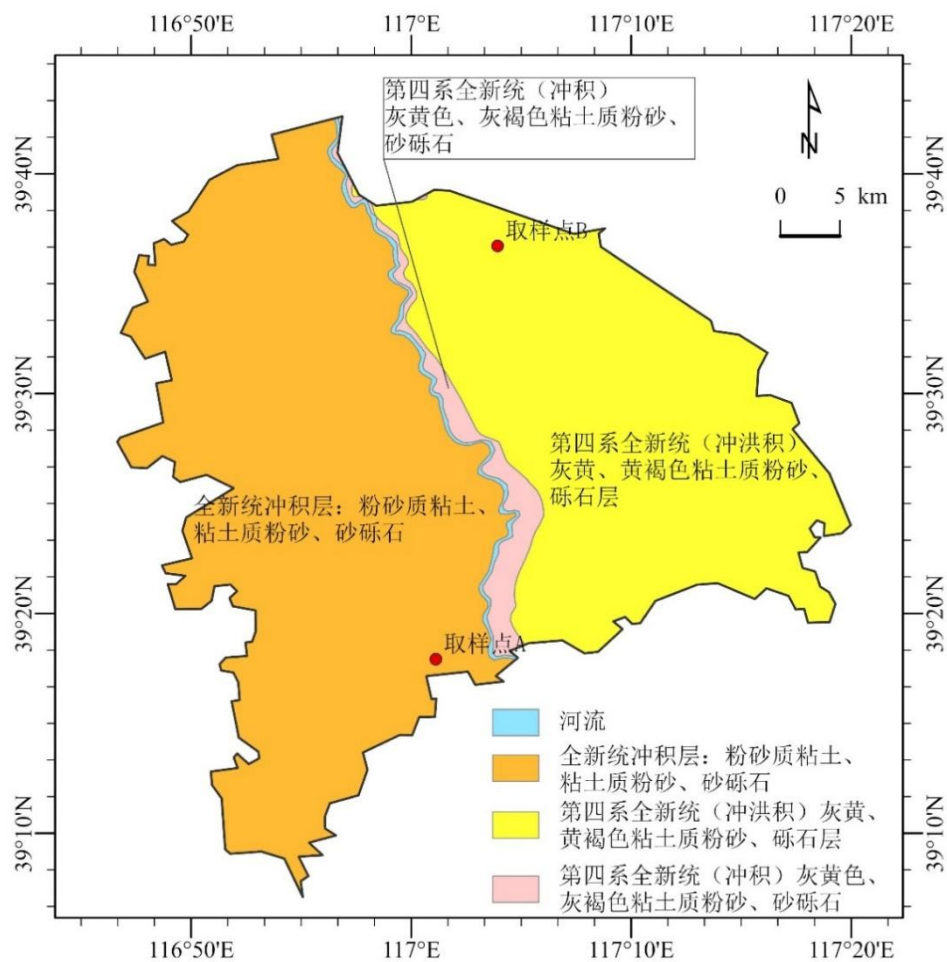 116°50'E
117°E
117°10'E
117°20'E
第四系全新统（冲积）
灰黄色、灰褐色粘土质粉砂、
砂砾石
N
0 5 km
39°40'N
39°40'N
取样点B
39°30'N
39°30'N
第四系全新统（冲洪积）
灰黄、黄褐色粘土质粉砂、
砾石层
全新统冲积层：粉砂质粘土、
粘土质粉砂、砂砾石
39°20'N
39°20'N
取样点A
河流
全新统冲积层：粉砂质粘土、
粘土质粉砂、砂砾石
第四系全新统（冲洪积）灰黄、
黄褐色粘土质粉砂、砾石层
第四系全新统（冲积）灰黄色、
灰褐色粘土质粉砂、砂砾石
39°10'N
39°10'N
116°50'E
117°E
117°10'E
117°20'E